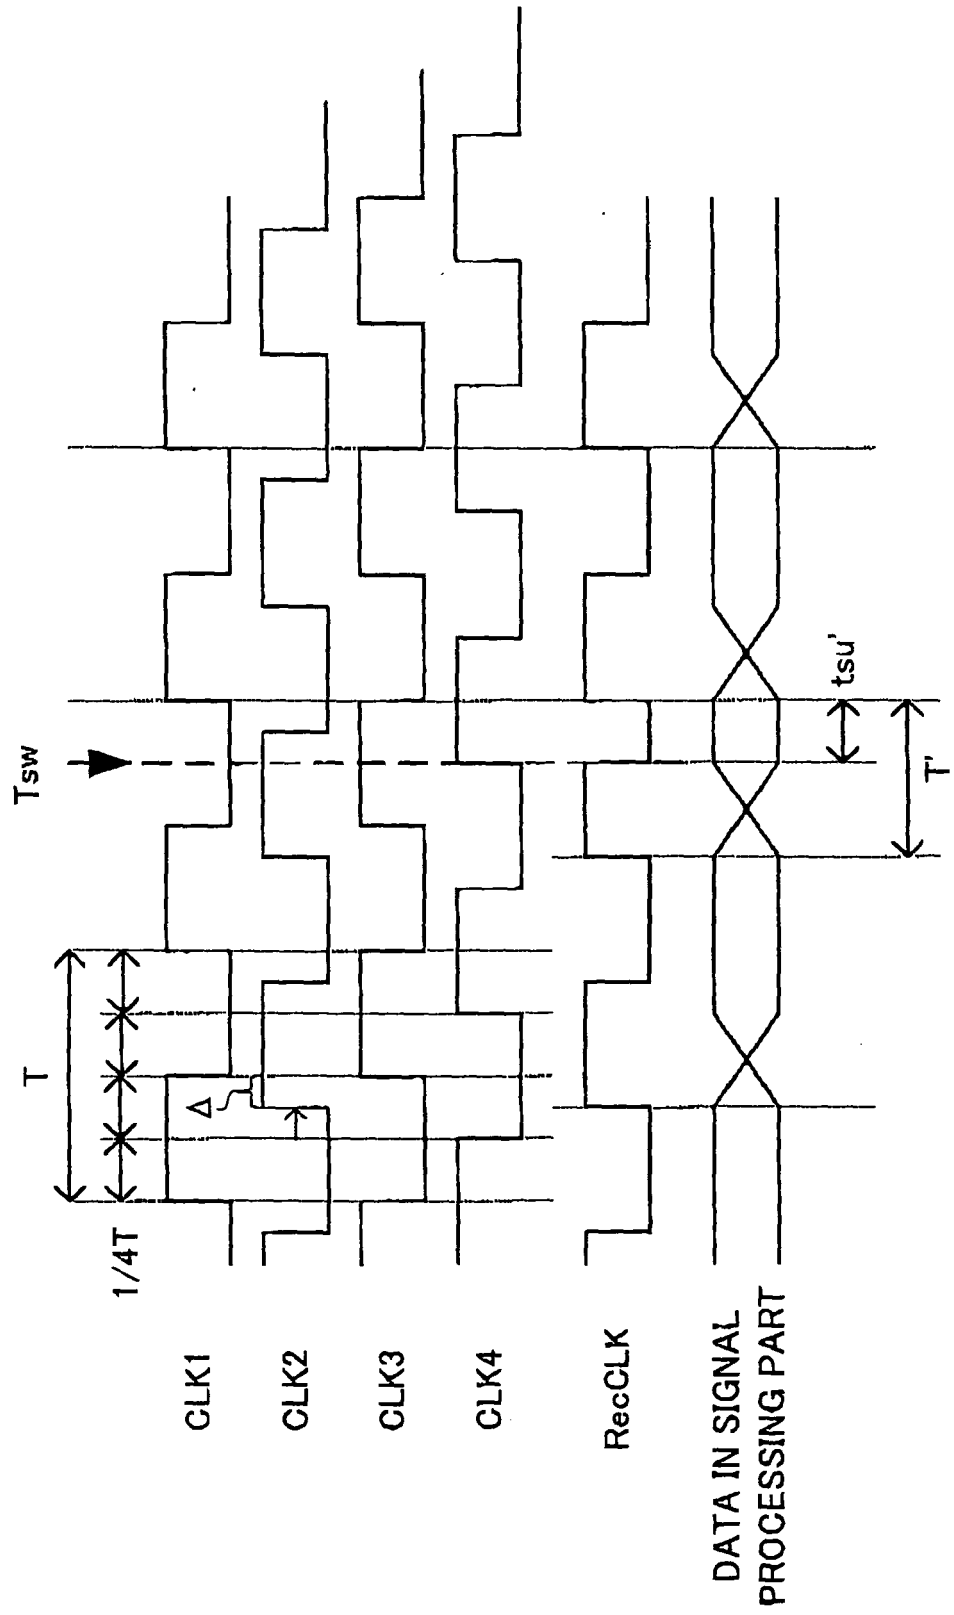 Tsw
T
1/4T
Δ
CLK1
CLK2
CLK3
CLK4
RecCLK
DATA IN SIGNAL
PROCESSING PART
tsu'
T'